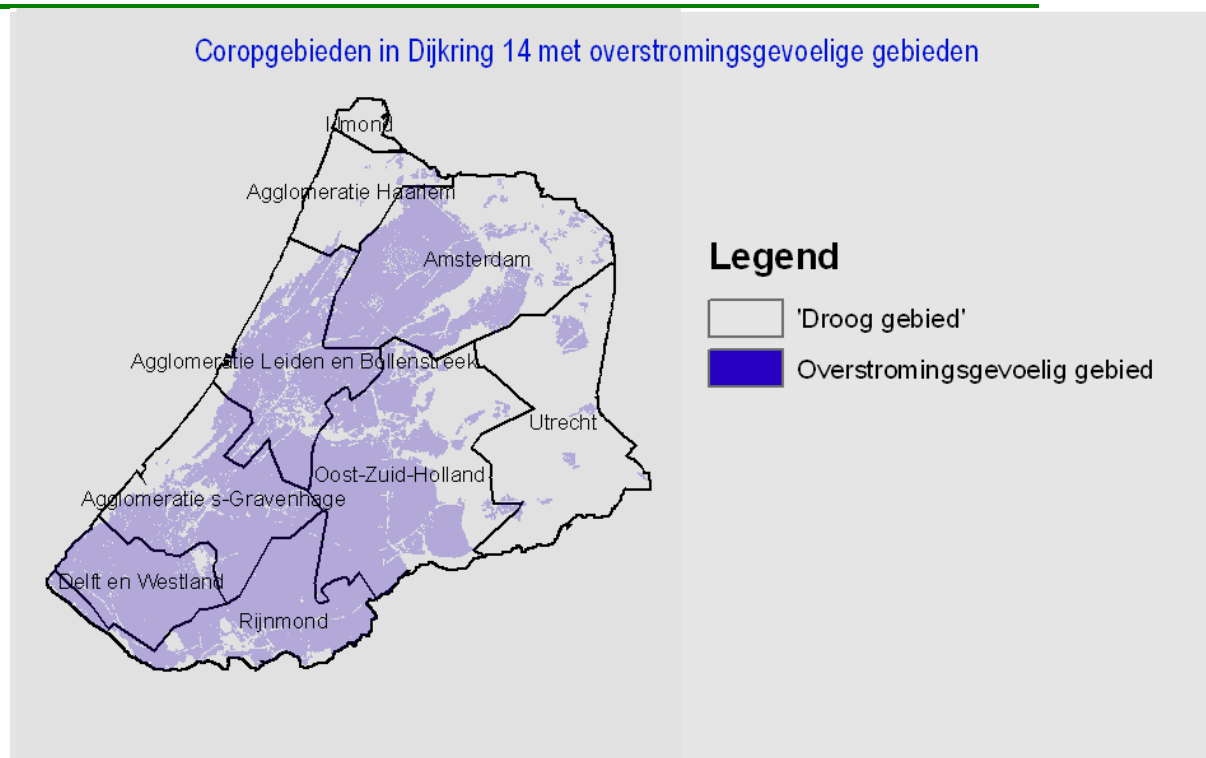 Coropgebieden in Dijkring 14 met overstromingsgevoelige gebieden
IJmond
Agglomeratie Haarlem
Amsterdam
Legend
'Droog gebied'
Overstromingsgevoelig gebied
Agglomeratie Leiden en Bollenstreek
Utrecht
Oost-Zuid-Holland
Agglomeratie s-Gravenhage
Delft en Westland
Rijnmond